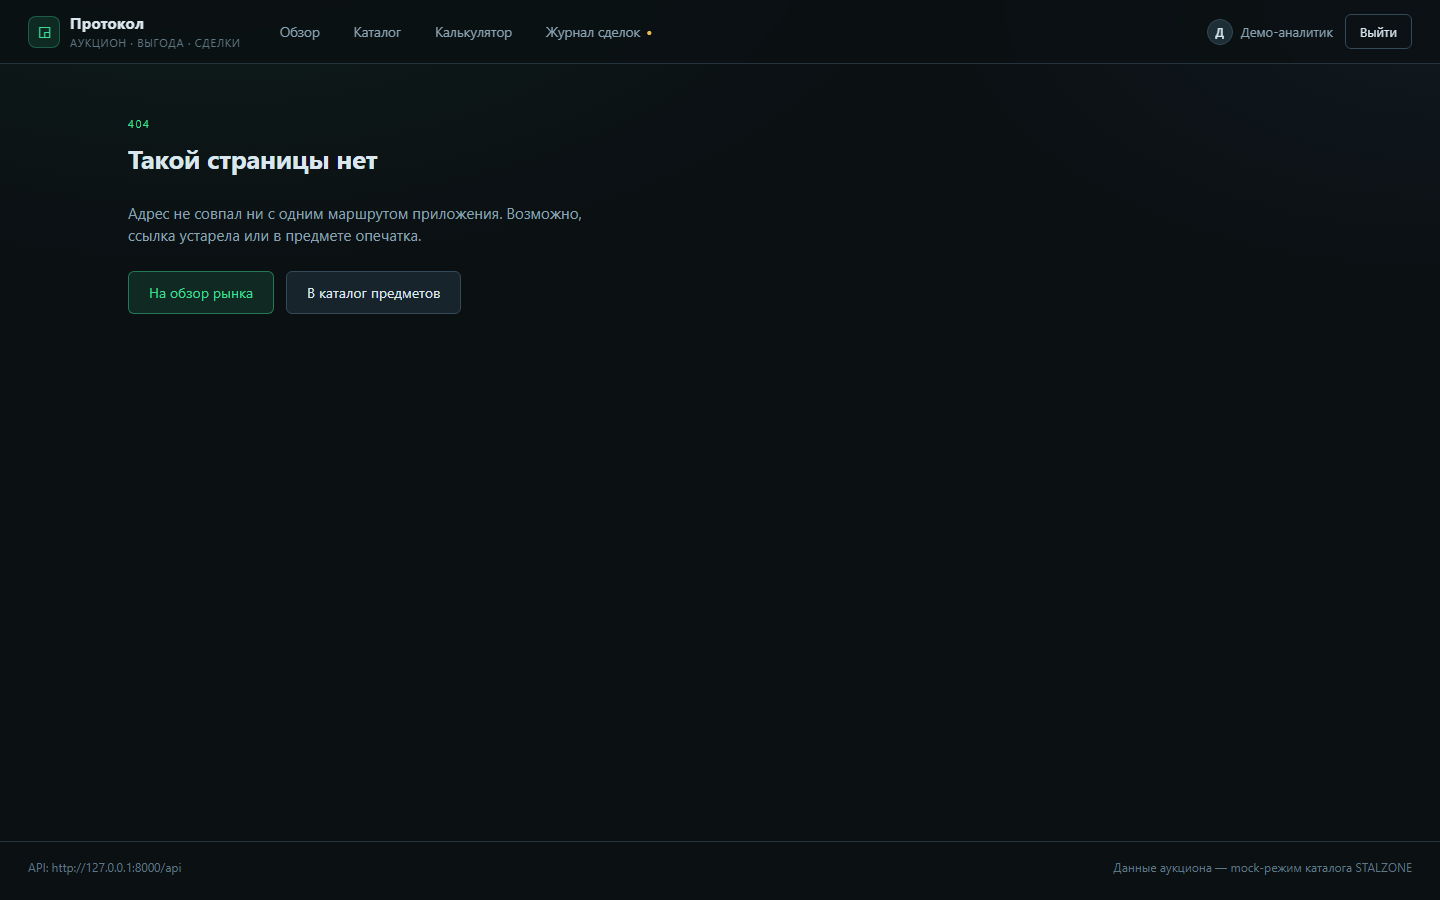 Протокол
АУКЦИОН · ВЫГОДА · СДЕЛКИ
Обзор
Каталог
Калькулятор
Журнал сделок
Д
Демо-аналитик
Выйти
404
Такой страницы нет
Адрес не совпал ни с одним маршрутом приложения. Возможно,
ссылка устарела или в предмете опечатка.
На обзор рынка
В каталог предметов
API: http://127.0.0.1:8000/api
Данные аукциона — mock-режим каталога STALZONE